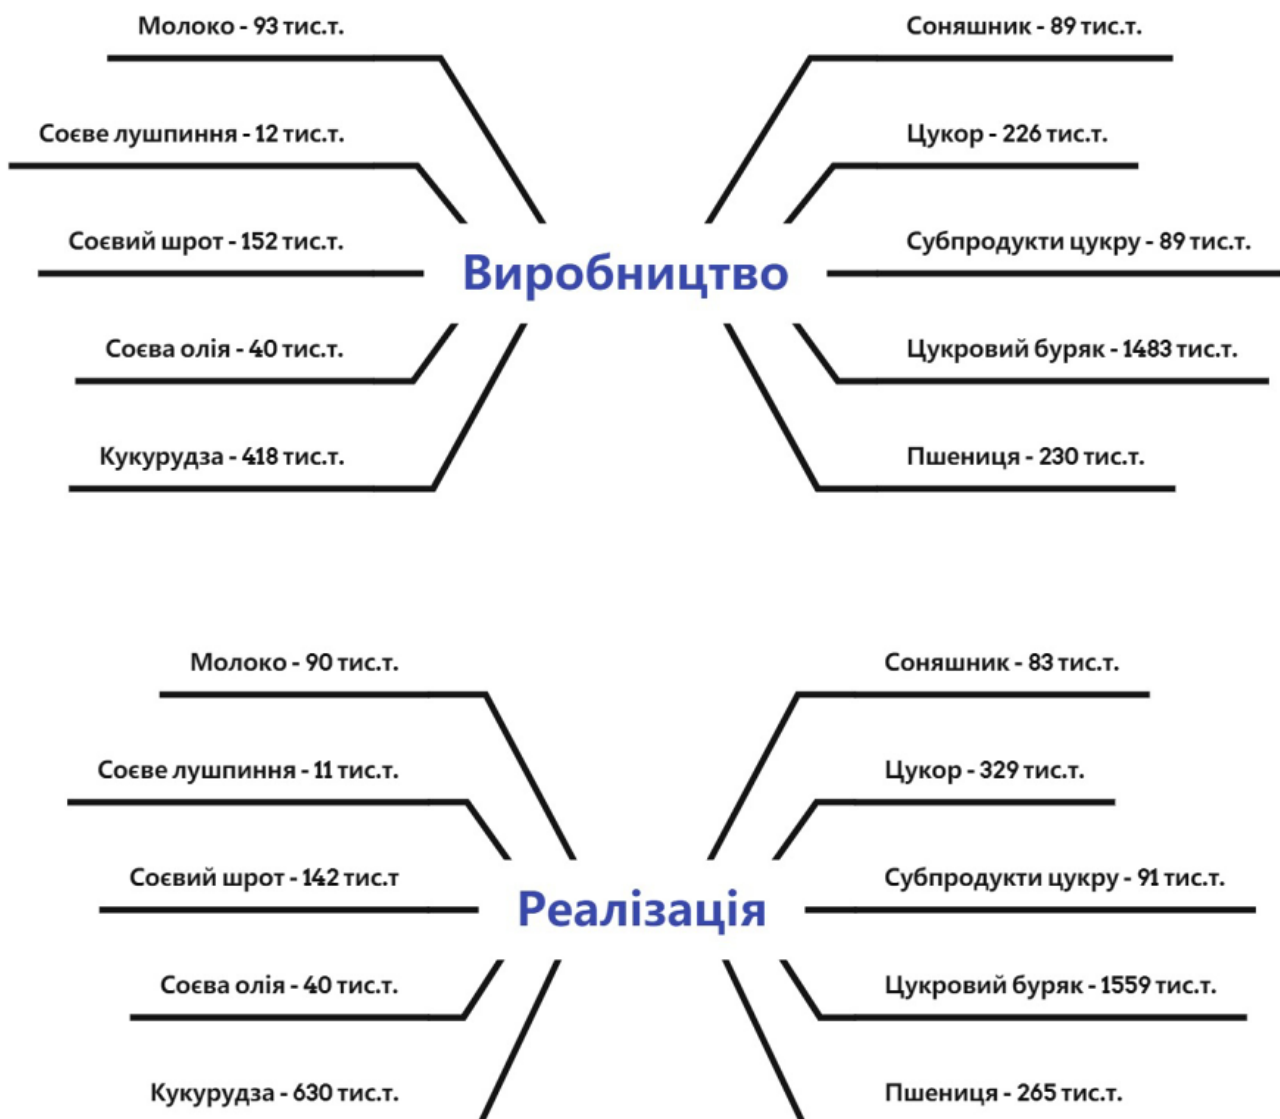 Молоко - 93 тис.т.
Соєве лушпиння - 12 тис.т.
Соєвий шрот - 152 тис.т.
Соєва олія - 40 тис.т.
Кукурудза - 418 тис.т.
Виробництво
Соняшник - 89 тис.т.
Цукор - 226 тис.т.
Субпродукти цукру - 89 тис.т.
Цукровий буряк - 1483 тис.т.
Пшениця - 230 тис.т.
Молоко - 90 тис.т.
Соєве лушпиння - 11 тис.т.
Соєвий шрот - 142 тис.т
Соєва олія - 40 тис.т.
Кукурудза - 630 тис.т.
Реалізація
Соняшник - 83 тис.т.
Цукор - 329 тис.т.
Субпродукти цукру - 91 тис.т.
Цукровий буряк - 1559 тис.т.
Пшениця - 265 тис.т.